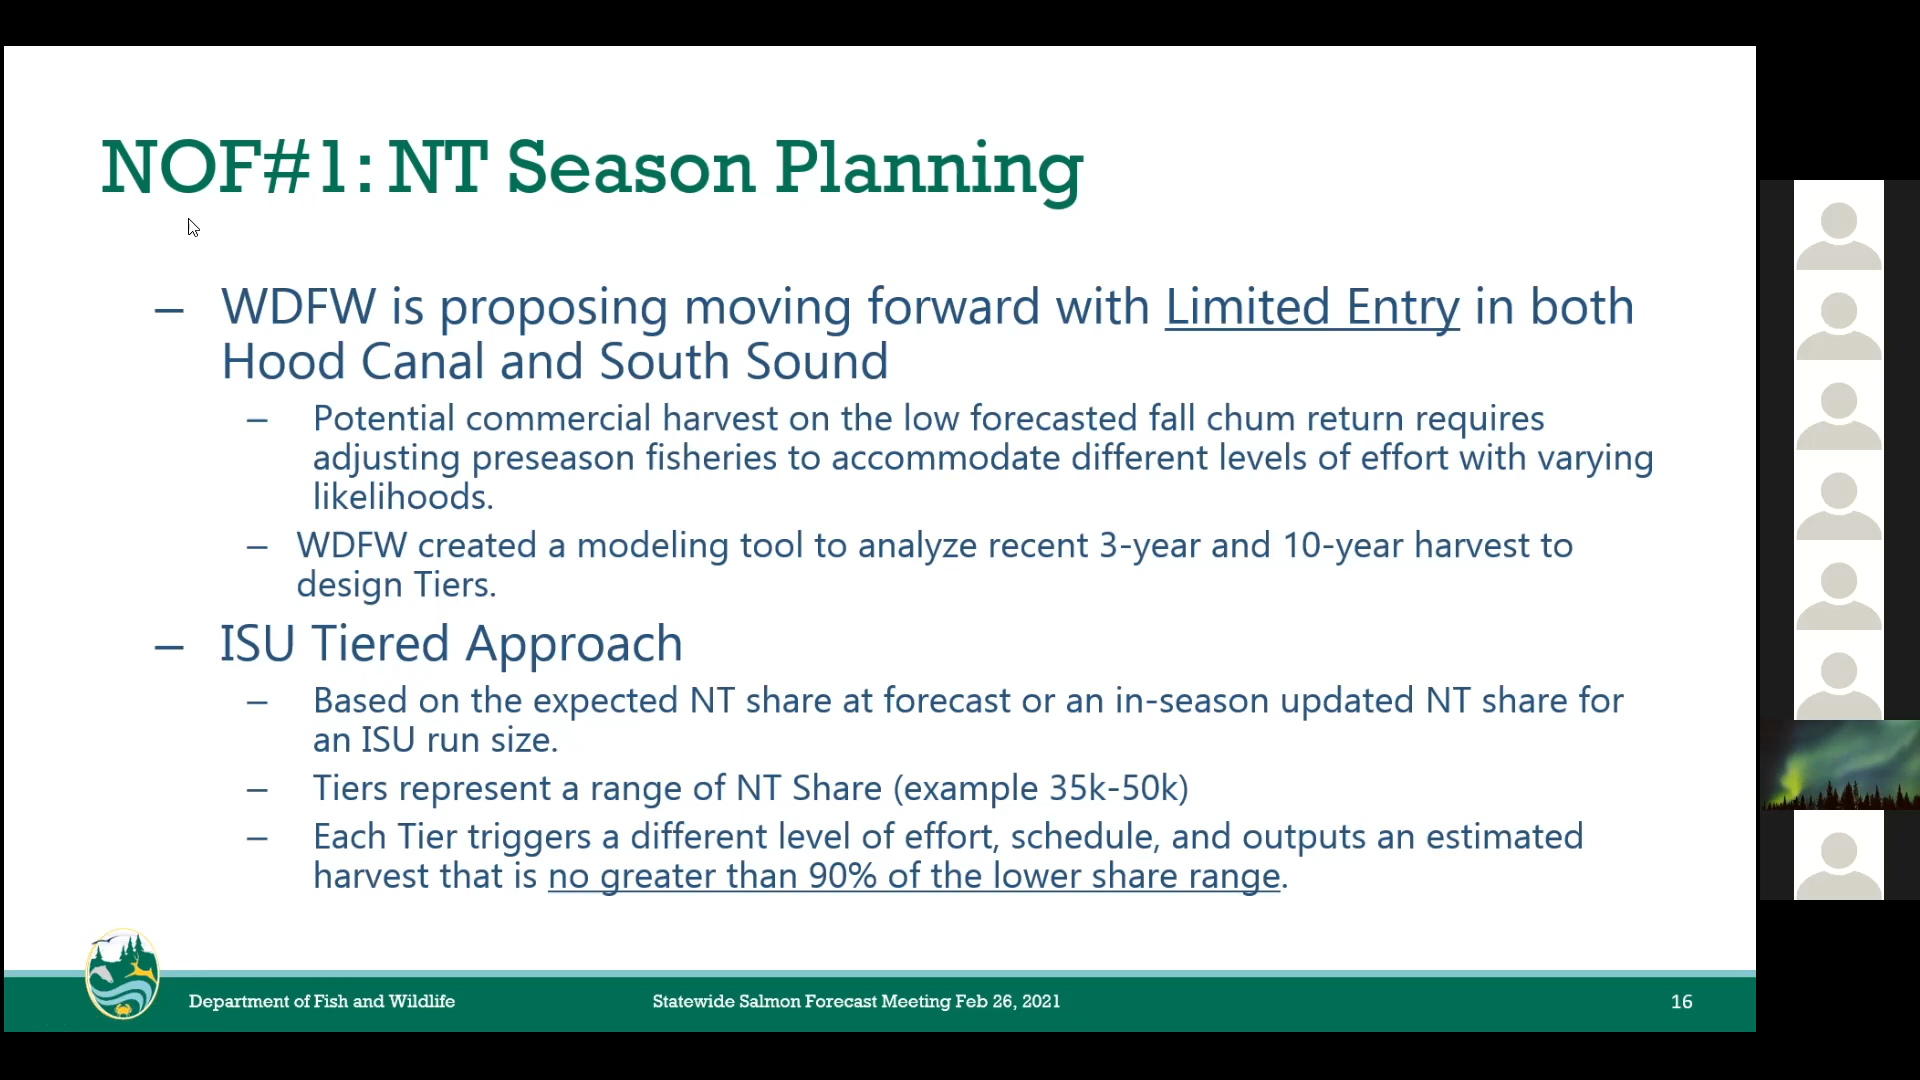 NOF#1: NT Season Planning
– WDFW is proposing moving forward with Limited Entry in both
Hood Canal and South Sound
– Potential commercial harvest on the low forecasted fall chum return requires
adjusting preseason fisheries to accommodate different levels of effort with varying
likelihoods.
– WDFW created a modeling tool to analyze recent 3-year and 10-year harvest to
design Tiers.
– ISU Tiered Approach
– Based on the expected NT share at forecast or an in-season updated NT share for
an ISU run size.
– Tiers represent a range of NT Share (example 35k-50k)
– Each Tier triggers a different level of effort, schedule, and outputs an estimated
harvest that is no greater than 90% of the lower share range.
Department of Fish and Wildlife
Statewide Salmon Forecast Meeting Feb 26, 2021
16